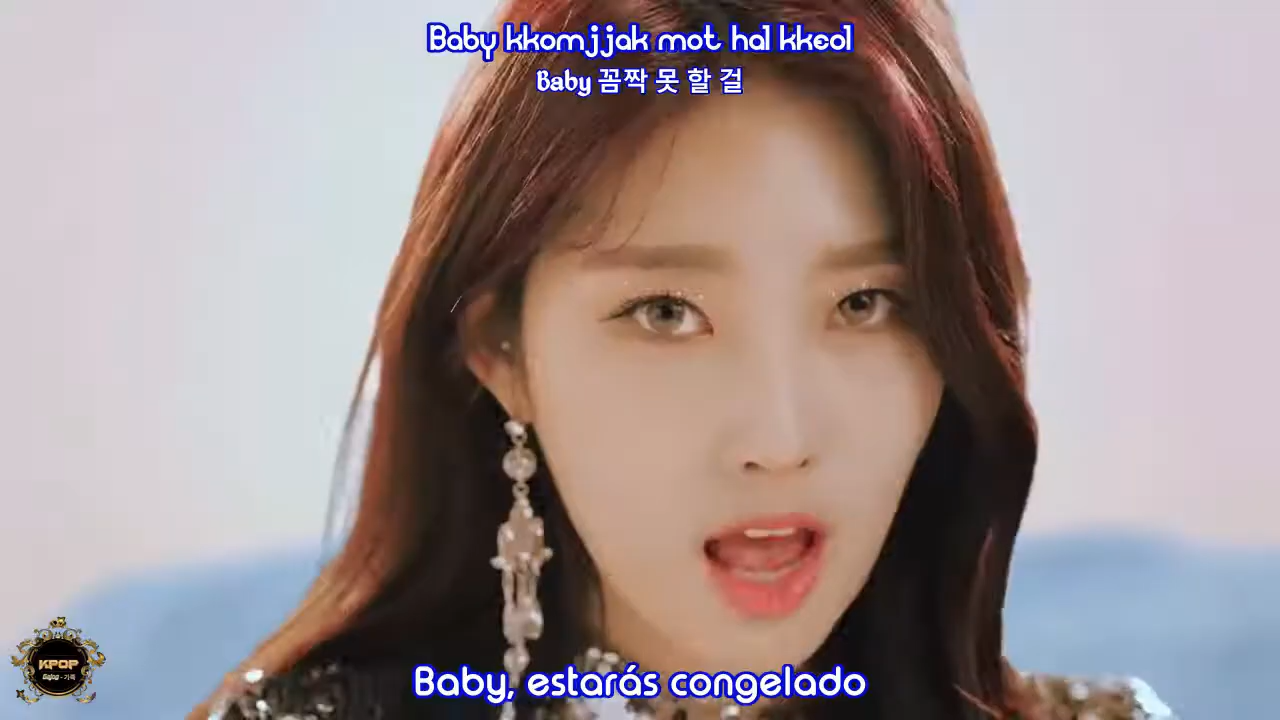 Baby kkomjjak mot hal kkeol
Baby 꼼짝 못 할 걸
KPOP
Baby, estarás congelado